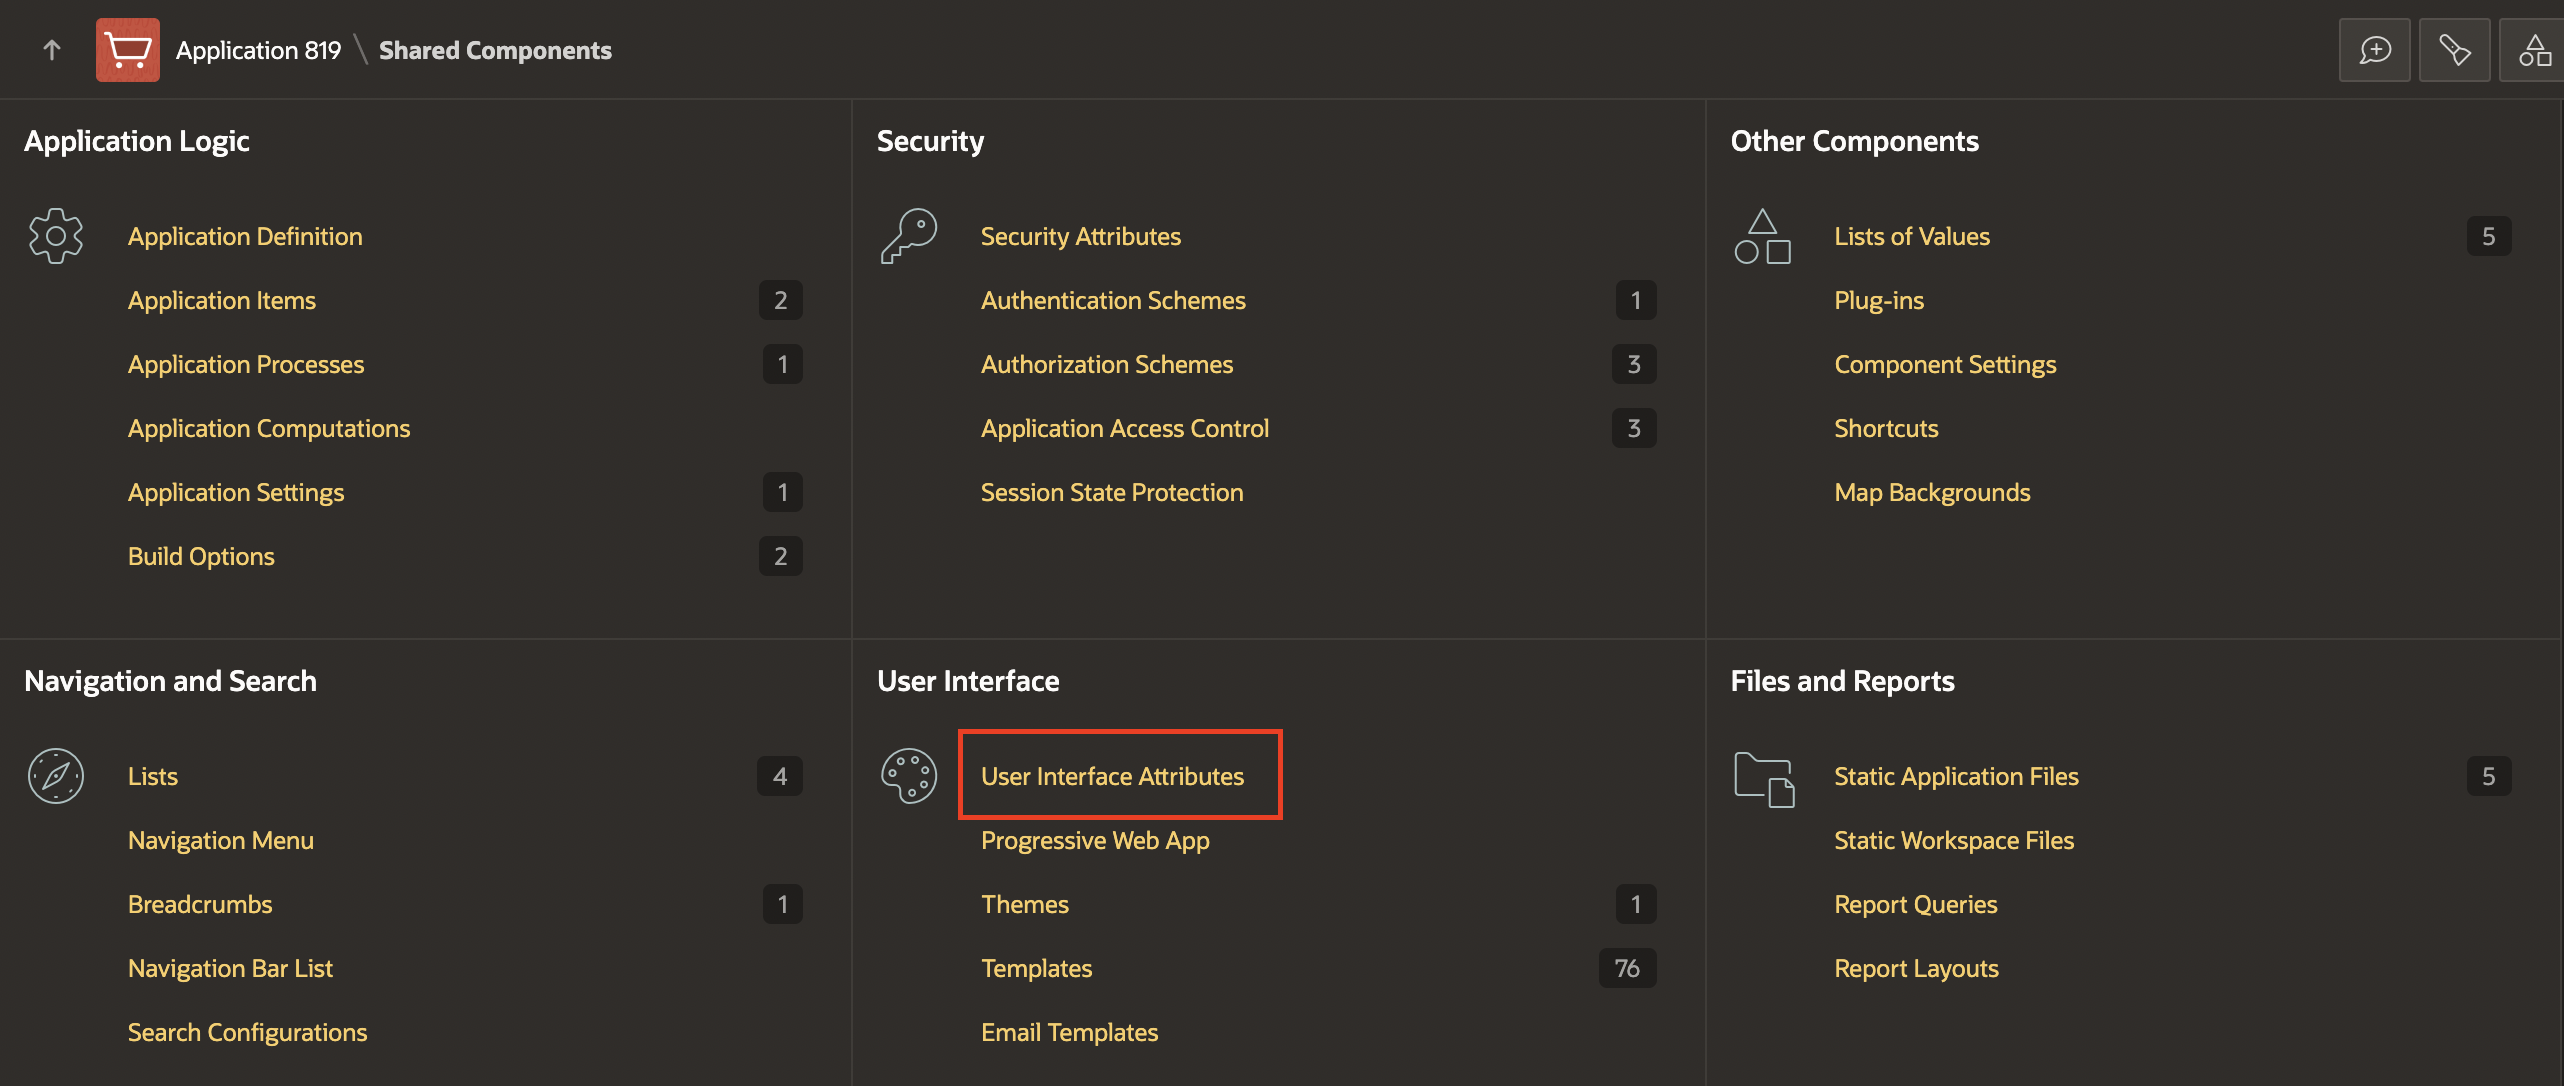 Application 819 \ Shared Components
Application Logic
Application Definition
Application Items 2
Application Processes 1
Application Computations
Application Settings 1
Build Options 2
Security
Security Attributes
Authentication Schemes 1
Authorization Schemes 3
Application Access Control 3
Session State Protection
Other Components
Lists of Values 5
Plug-ins
Component Settings
Shortcuts
Map Backgrounds
Navigation and Search
Lists 4
Navigation Menu
Breadcrumbs 1
Navigation Bar List
Search Configurations
User Interface
User Interface Attributes
Progressive Web App
Themes 1
Templates 76
Email Templates
Files and Reports
Static Application Files 5
Static Workspace Files
Report Queries
Report Layouts